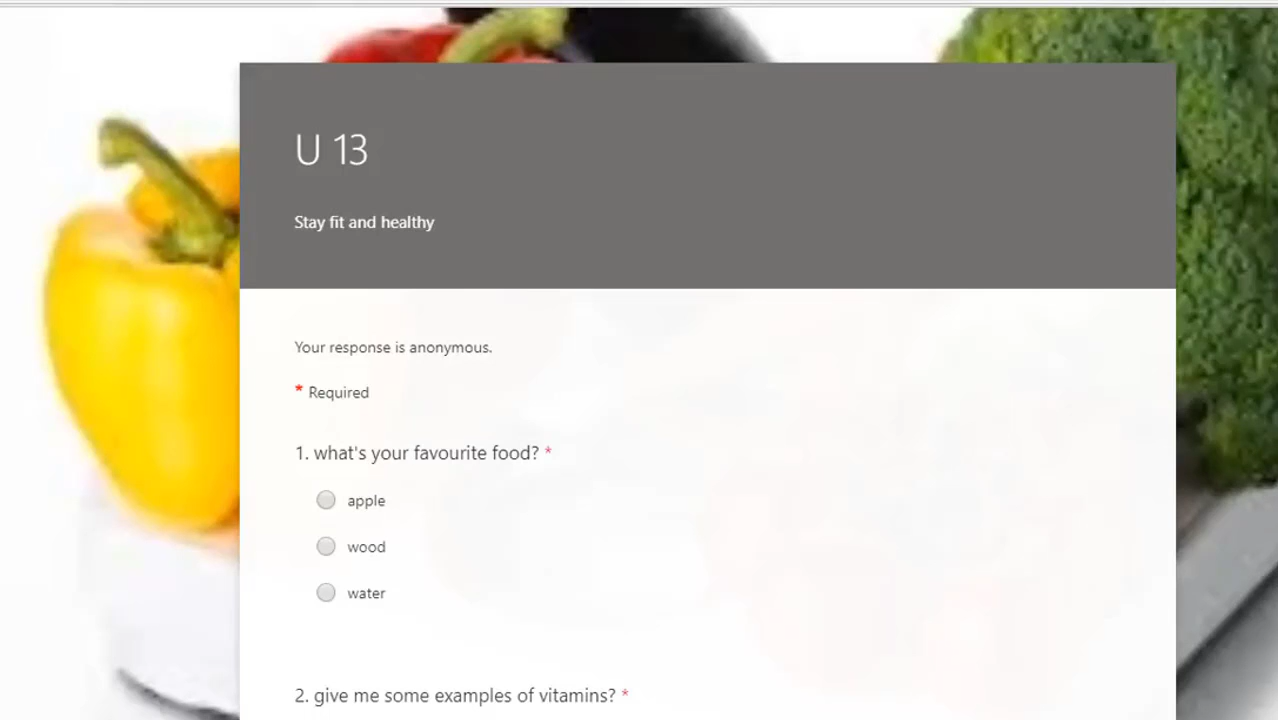 U 13
Stay fit and healthy
Your response is anonymous.
* Required
1. what's your favourite food? *
apple
wood
water
2. give me some examples of vitamins? *